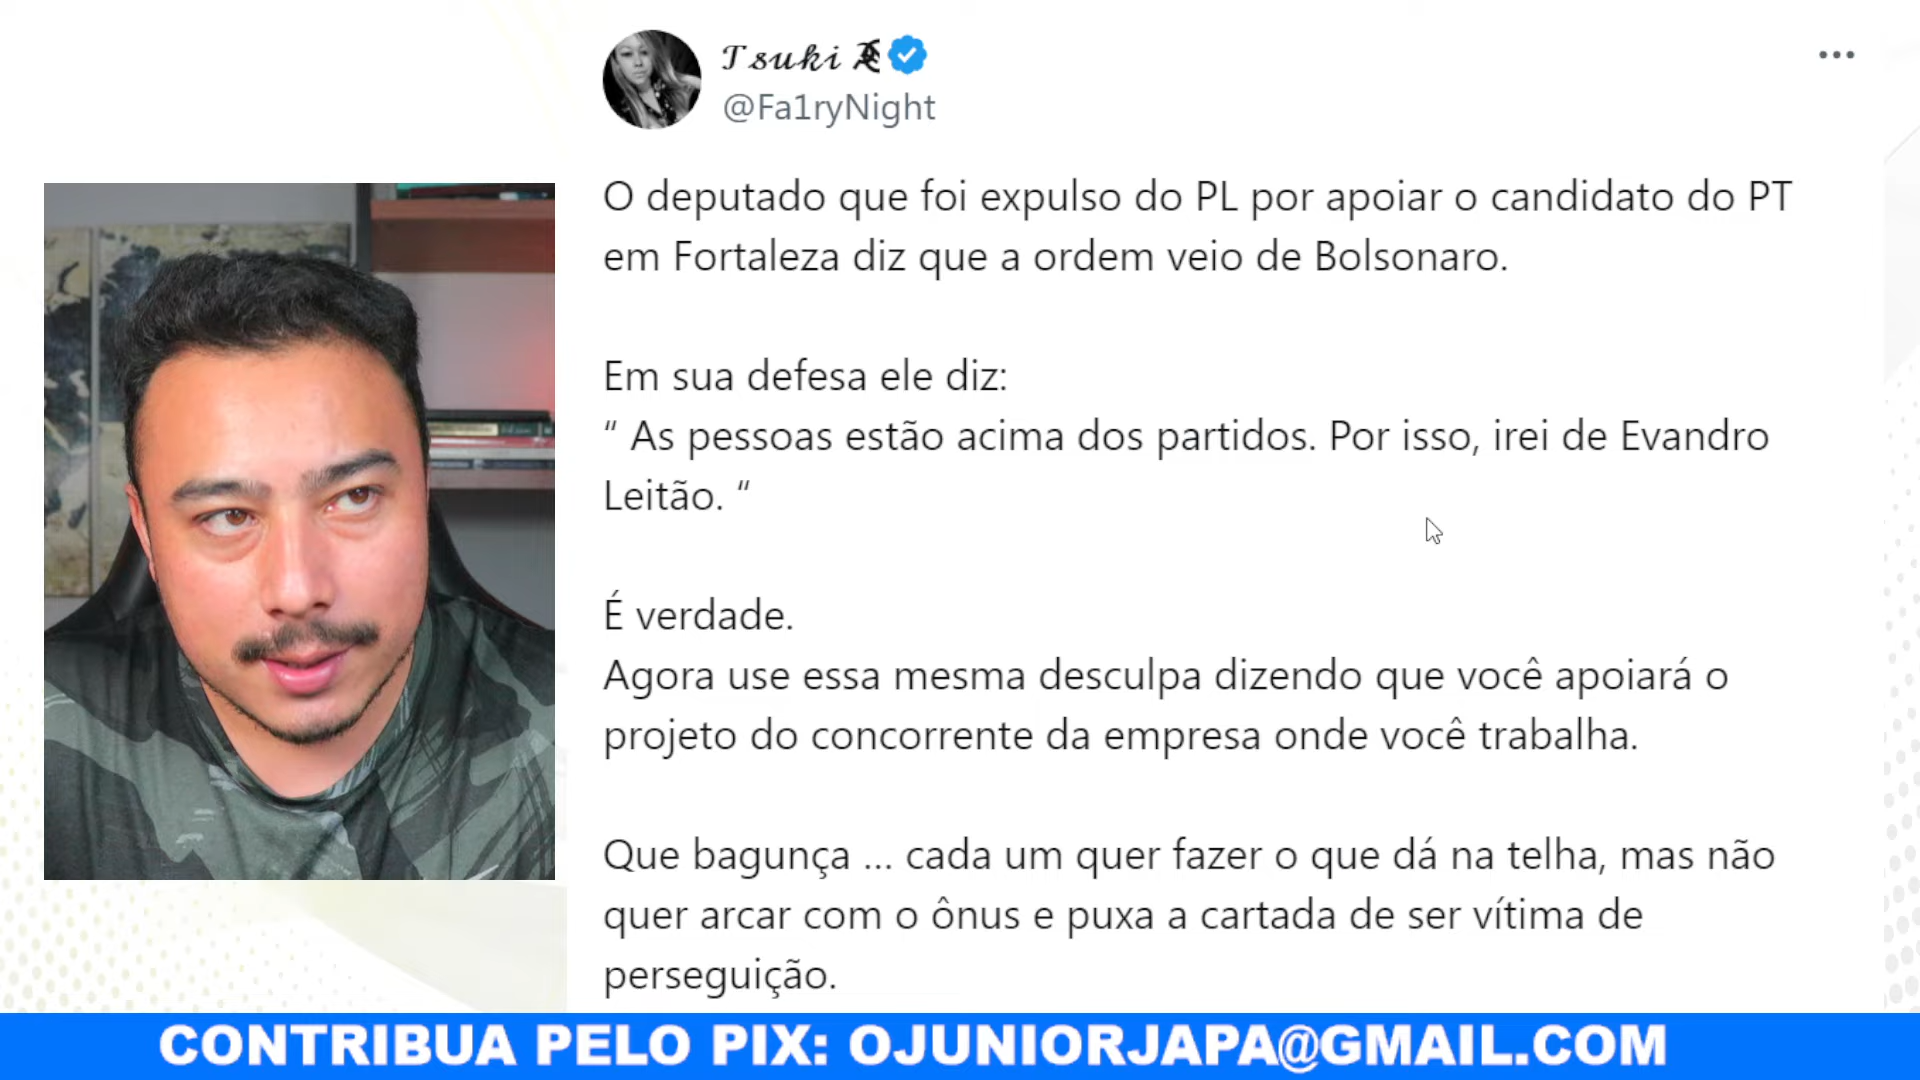 Tsuki
@Fa1ryNight
O deputado que foi expulso do PL por apoiar o candidato do PT
em Fortaleza diz que a ordem veio de Bolsonaro.
Em sua defesa ele diz:
“ As pessoas estão acima dos partidos. Por isso, irei de Evandro
Leitão. “
É verdade.
Agora use essa mesma desculpa dizendo que você apoiará o
projeto do concorrente da empresa onde você trabalha.
Que bagunça ... cada um quer fazer o que dá na telha, mas não
quer arcar com o ônus e puxa a cartada de ser vítima de
perseguição.
CONTRIBUA PELO PIX: OJUNIORJAPA@GMAIL.COM